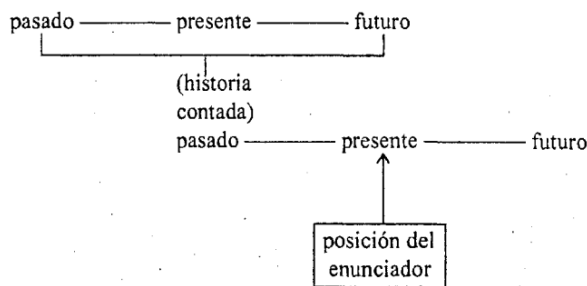 pasado presente futuro
(historia
contada)
pasado presente futuro
posición del
enunciador